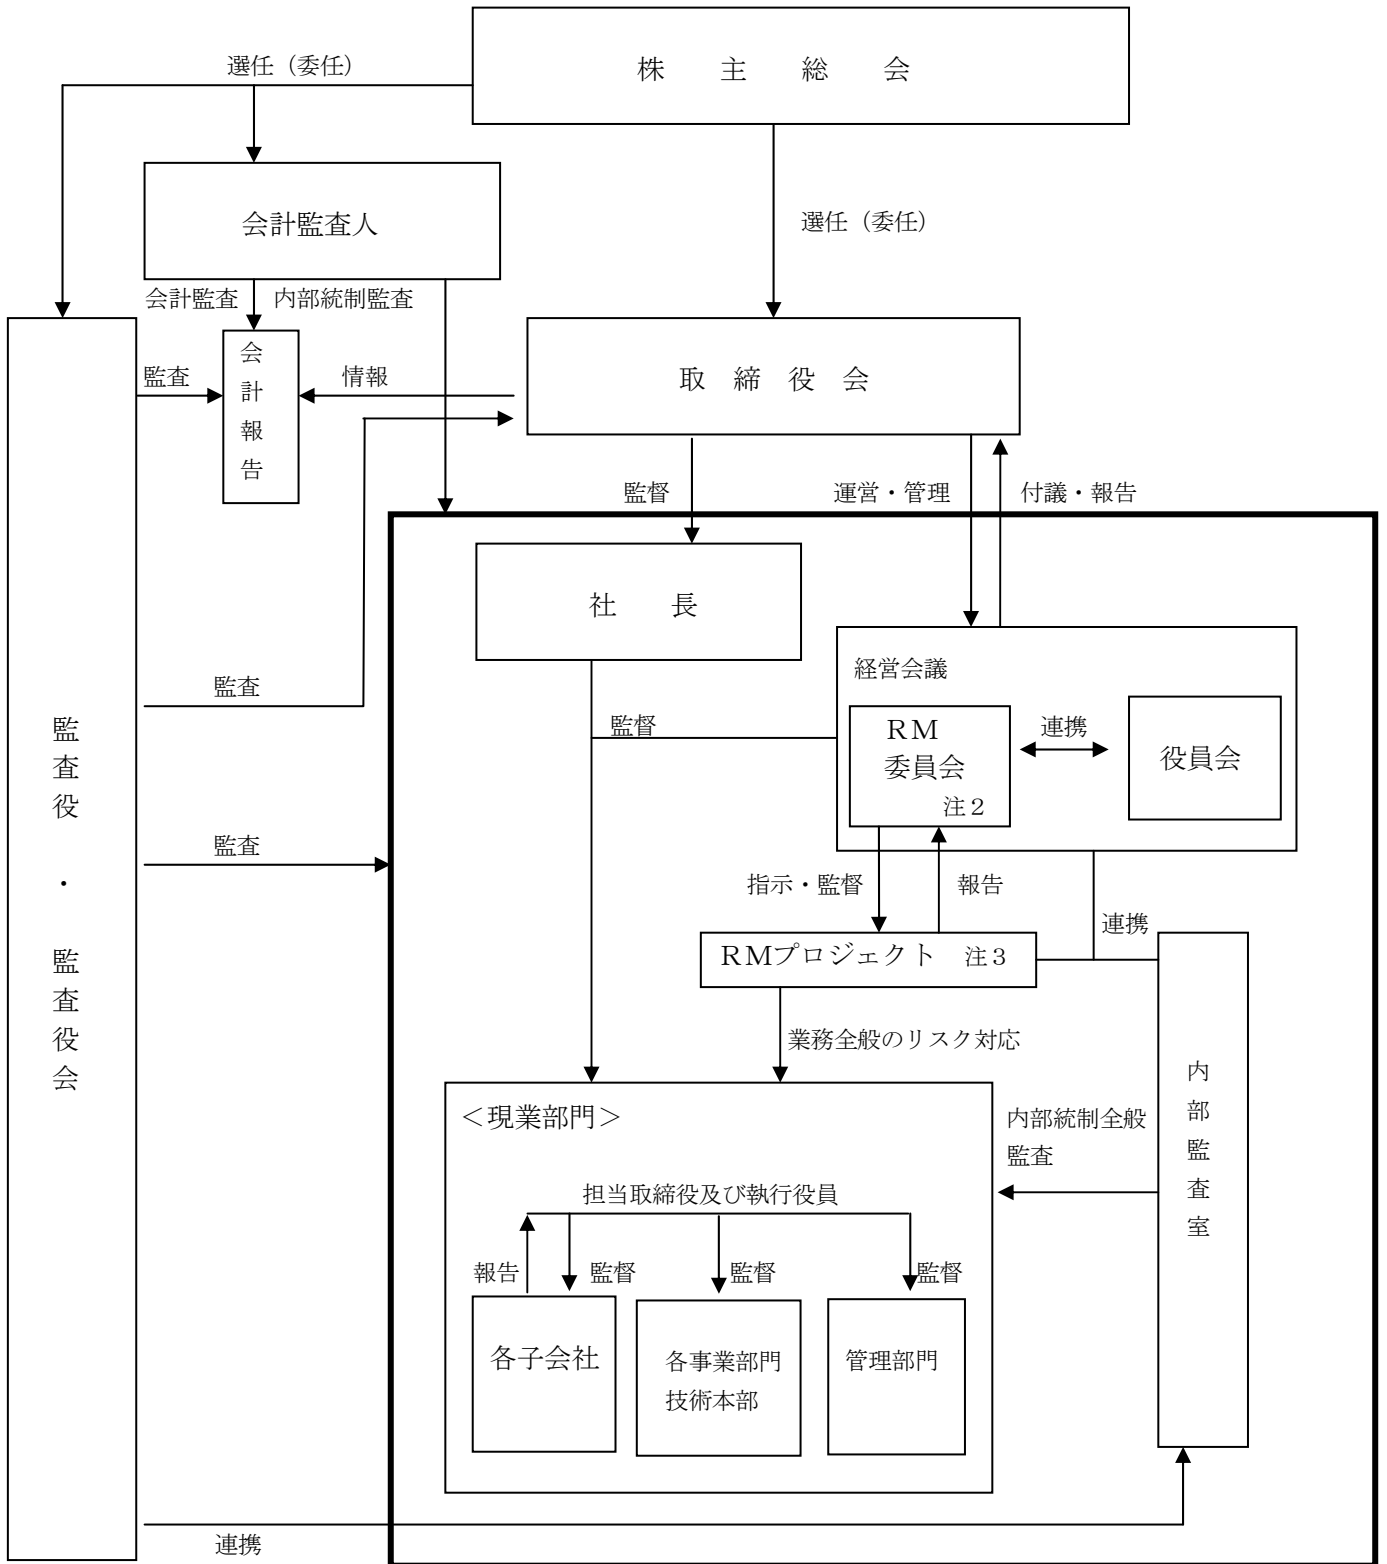 株　主　総　会
選任（委任）
会計監査人
選任（委任）
会計監査
内部統制監査
会計報告
監査
情報
取　締　役　会
監督
運営・管理
付議・報告
社　　長
経営会議
監査
監督
ＲＭ
委員会
注２
連携
役員会
監査役・監査役会
監査
指示・監督
報告
連携
ＲＭプロジェクト　注３
業務全般のリスク対応
内部監査室
＜現業部門＞
内部統制全般
監査
担当取締役及び執行役員
報告
監督
監督
監督
各子会社
各事業部門
技術本部
管理部門
連携